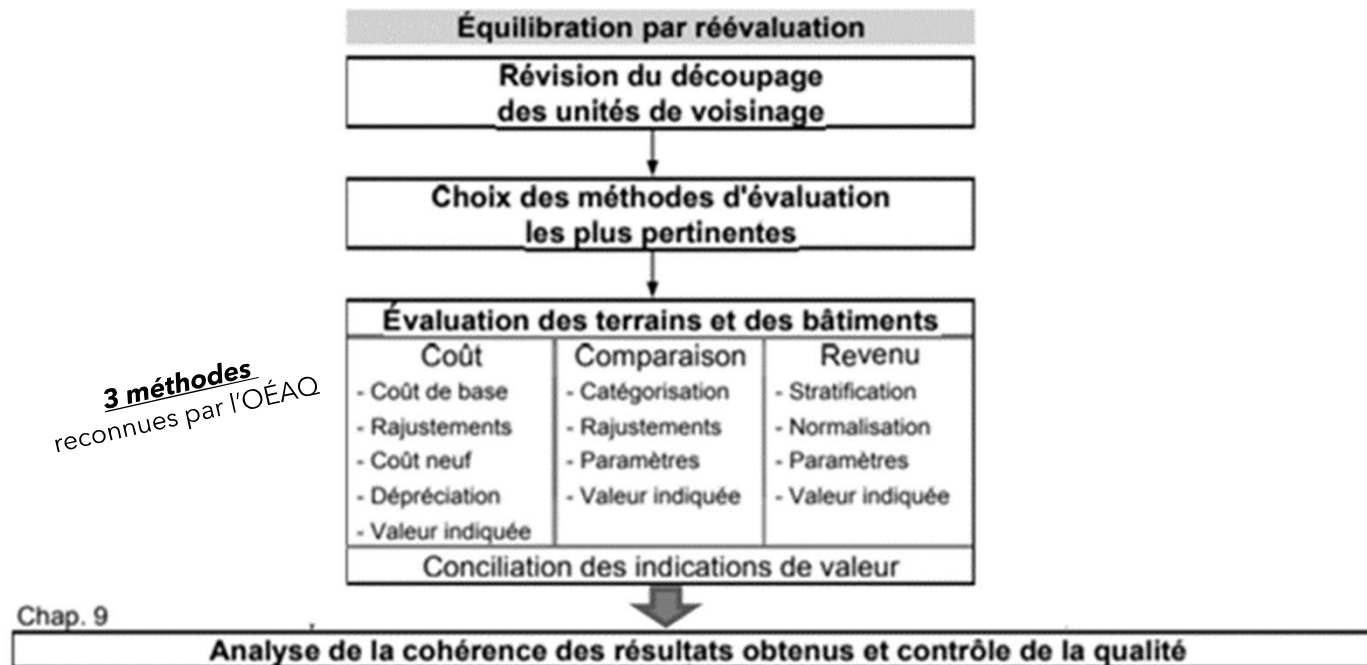 Équilibration par réévaluation
Révision du découpage
des unités de voisinage
Choix des méthodes d'évaluation
les plus pertinentes
Évaluation des terrains et des bâtiments
3 méthodes
reconnues par l'OÉAQ
Coût
- Coût de base
- Rajustements
- Coût neuf
- Dépréciation
- Valeur indiquée
Comparaison
- Catégorisation
- Rajustements
- Paramètres
- Valeur indiquée
Revenu
- Stratification
- Normalisation
- Paramètres
- Valeur indiquée
Conciliation des indications de valeur
Chap. 9
Analyse de la cohérence des résultats obtenus et contrôle de la qualité